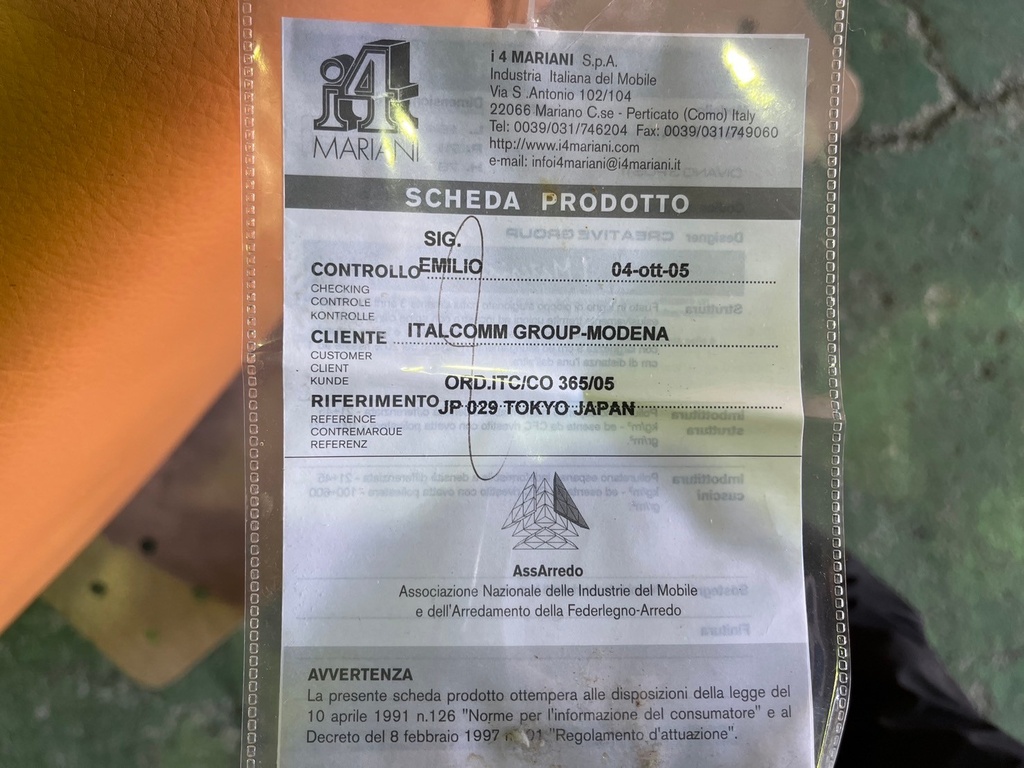 i4
MARIANI
i 4 MARIANI S.p.A.
Industria Italiana del Mobile
Via S .Antonio 102/104
22066 Mariano C.se - Perticato (Como) Italy
Tel: 0039/031/746204 Fax: 0039/031/749060
http://www.i4mariani.com
e-mail: infoi4mariani@i4mariani.it
SCHEDA PRODOTTO
SIG.
CONTROLLO EMILIO 04-ott-05
CHECKING
CONTROLE
KONTROLLE
CLIENTE ITALCOMM GROUP-MODENA
CUSTOMER
CLIENT
KUNDE
ORD.iTC/CO 365/05
RIFERIMENTO JP 029 TOKYO JAPAN
REFERENCE
CONTREMARQUE
REFERENZ
AssArredo
Associazione Nazionale delle Industrie del Mobile
e dell'Arredamento della Federlegno-Arredo
AVVERTENZA
La presente scheda prodotto ottempera alle disposizioni della legge del
10 aprile 1991 n.126 "Norme per l'informazione del consumatore" e al
Decreto del 8 febbraio 1997 "Regolamento d'attuazione".